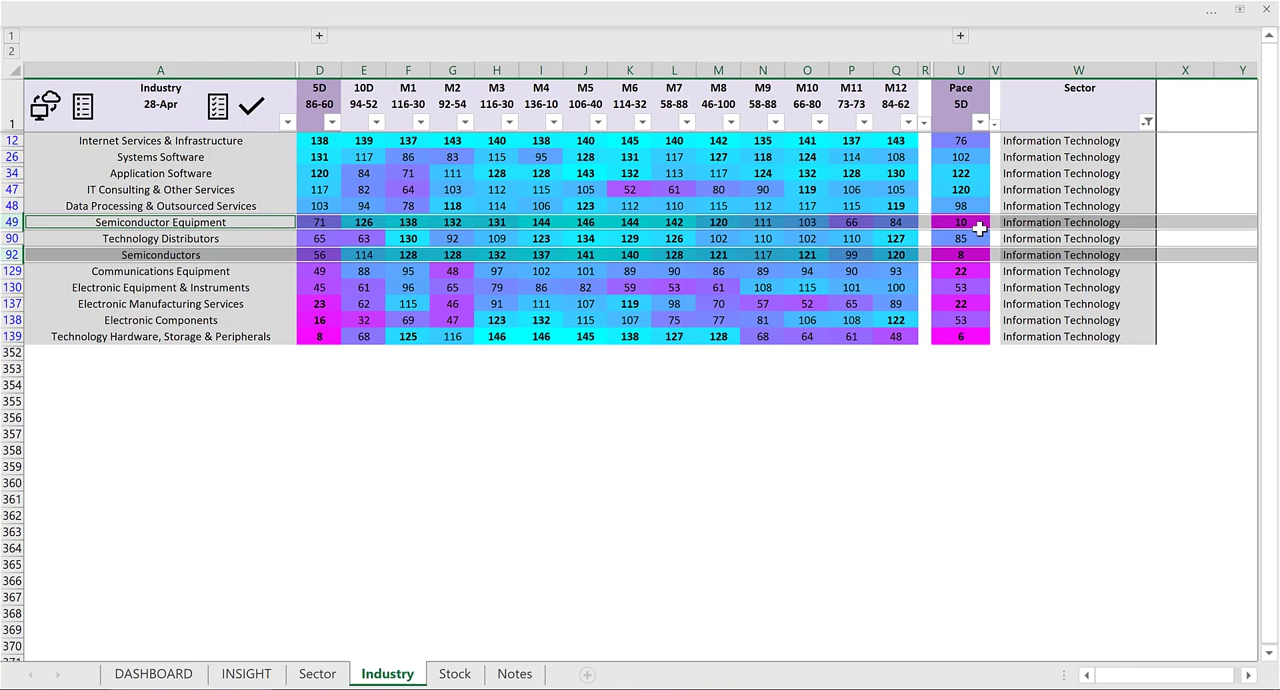 1
2
A D E F G H I J K L M N O P Q R U V W X Y
Industry 5D 10D M1 M2 M3 M4 M5 M6 M7 M8 M9 M10 M11 M12 Pace Sector
28-Apr 86-60 94-52 116-30 92-54 116-30 136-10 106-40 114-32 58-88 46-100 58-88 66-80 73-73 84-62 5D
1
12 Internet Services & Infrastructure 138 139 137 143 140 138 140 145 140 142 135 141 137 143 76 Information Technology
26 Systems Software 131 117 86 83 115 95 128 131 117 127 118 124 114 108 102 Information Technology
34 Application Software 120 84 71 111 128 128 143 132 113 117 124 132 128 130 122 Information Technology
47 IT Consulting & Other Services 117 82 64 103 112 115 105 52 61 80 90 119 106 105 120 Information Technology
48 Data Processing & Outsourced Services 103 94 78 118 114 106 123 112 110 115 112 117 115 119 98 Information Technology
49 Semiconductor Equipment 71 126 138 132 131 144 146 144 142 120 111 103 66 84 10 Information Technology
90 Technology Distributors 65 63 130 92 109 123 134 129 126 102 110 102 110 127 85 Information Technology
92 Semiconductors 56 114 128 128 132 137 141 140 128 121 117 121 99 120 8 Information Technology
129 Communications Equipment 49 88 95 48 97 102 101 89 90 86 89 94 90 93 22 Information Technology
130 Electronic Equipment & Instruments 45 61 96 65 79 86 82 59 53 61 108 115 101 100 53 Information Technology
137 Electronic Manufacturing Services 23 62 115 46 91 111 107 119 98 70 57 52 65 89 22 Information Technology
138 Electronic Components 16 32 69 47 123 132 115 107 75 77 81 106 108 122 53 Information Technology
139 Technology Hardware, Storage & Peripherals 8 68 125 116 146 146 145 138 127 128 68 64 61 48 6 Information Technology
352
353
354
355
356
357
358
359
360
361
362
363
364
365
366
367
368
369
370
DASHBOARD INSIGHT Sector Industry Stock Notes